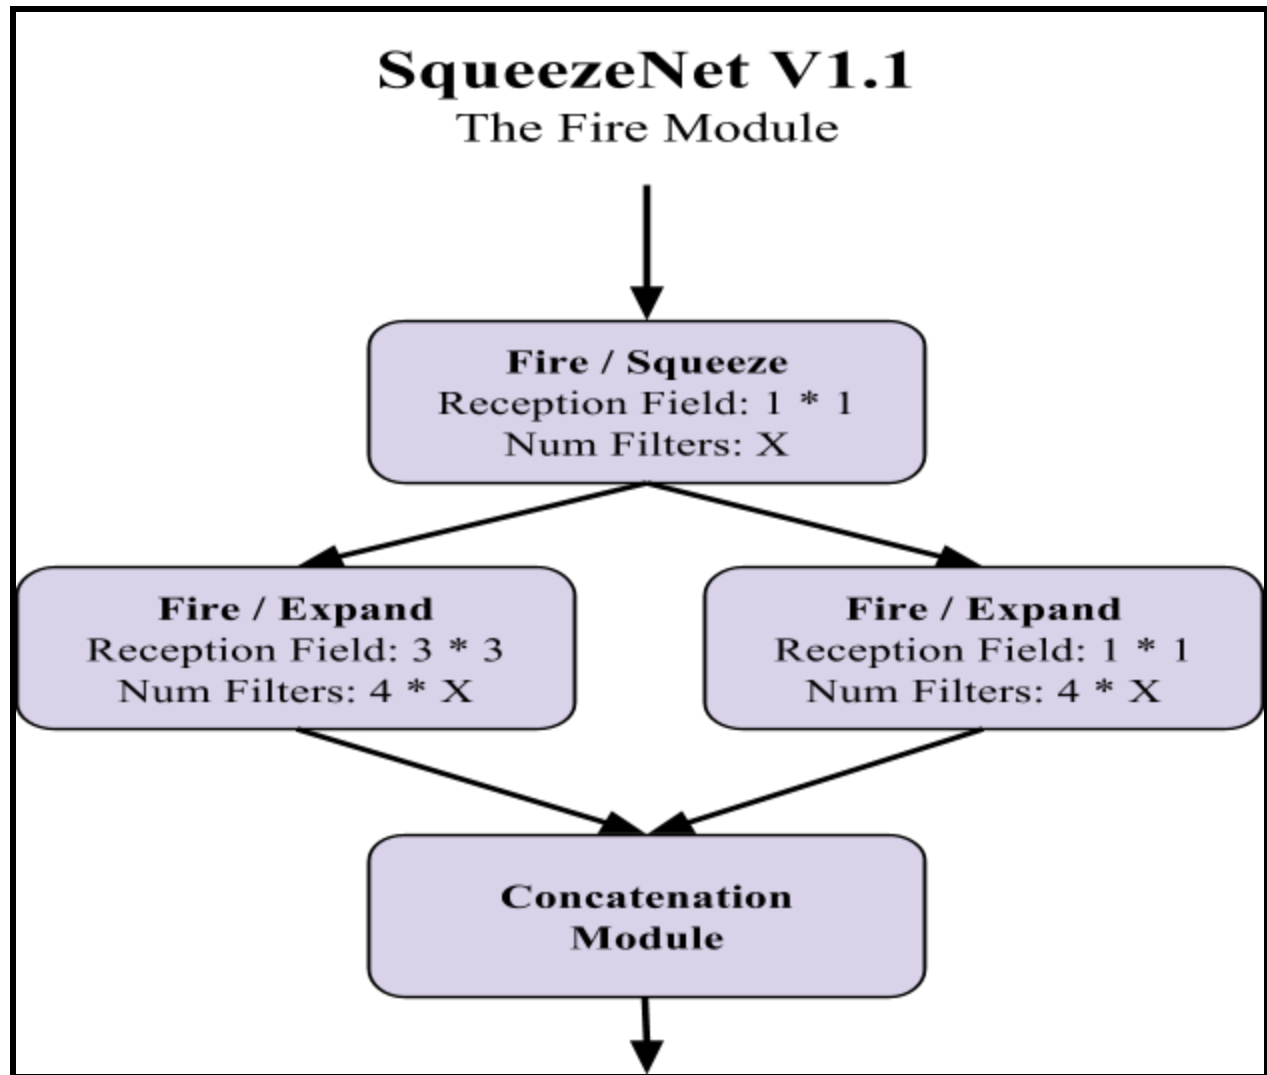 SqueezeNet V1.1
The Fire Module
Fire / Squeeze
Reception Field: 1 * 1
Num Filters: X
Fire / Expand
Reception Field: 3 * 3
Num Filters: 4 * X
Fire / Expand
Reception Field: 1 * 1
Num Filters: 4 * X
Concatenation
Module